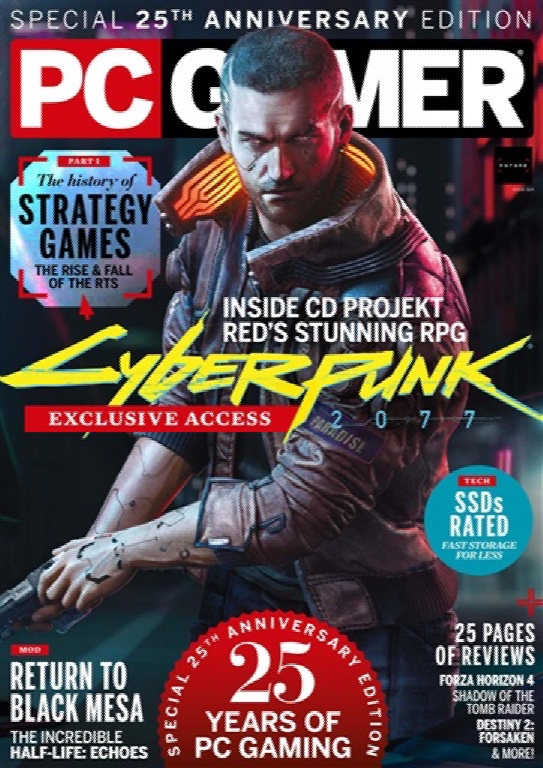 SPECIAL 25TH ANNIVERSARY EDITION
PC GAMER
PART 1
The history of
STRATEGY
GAMES
THE RISE & FALL
OF THE RTS
FUTURE
INSIDE CD PROJEKT
RED'S STUNNING RPG
CYBERPUNK
EXCLUSIVE ACCESS
2077
PARADISE
TECH
SSDs
RATED
FAST STORAGE
FOR LESS
MOD
RETURN TO
BLACK MESA
THE INCREDIBLE
HALF-LIFE: ECHOES
SPECIAL 25TH ANNIVERSARY EDITION
25
YEARS OF
PC GAMING
25 PAGES
OF REVIEWS
FORZA HORIZON 4
SHADOW OF THE
TOMB RAIDER
DESTINY 2:
FORSAKEN
& MORE!